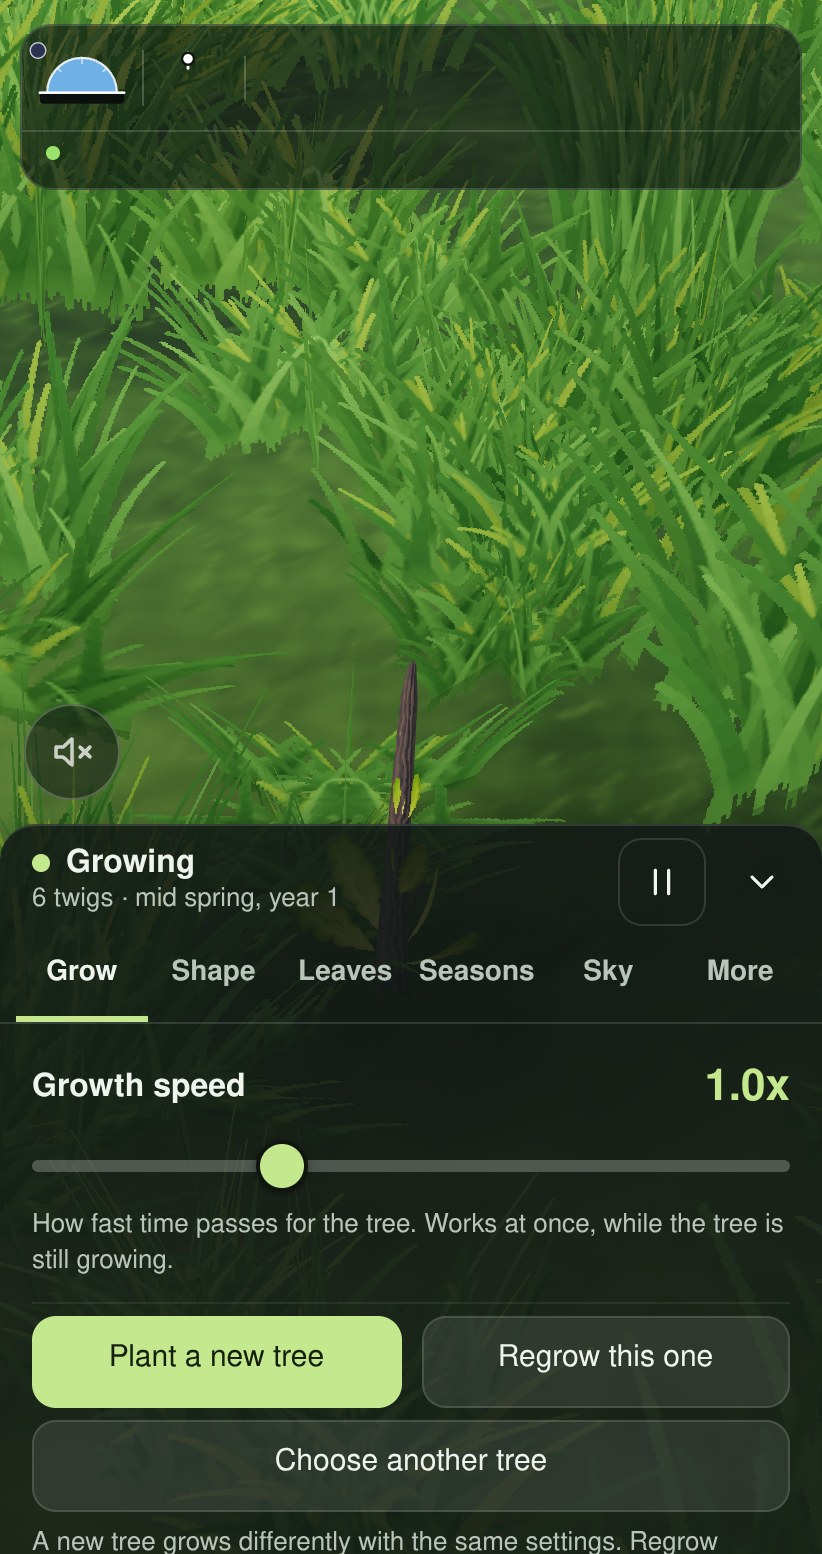 Growing
6 twigs · mid spring, year 1
Grow Shape Leaves Seasons Sky More
Growth speed 1.0x
How fast time passes for the tree. Works at once, while the tree is
still growing.
Plant a new tree Regrow this one
Choose another tree
A new tree grows differently with the same settings. Regrow